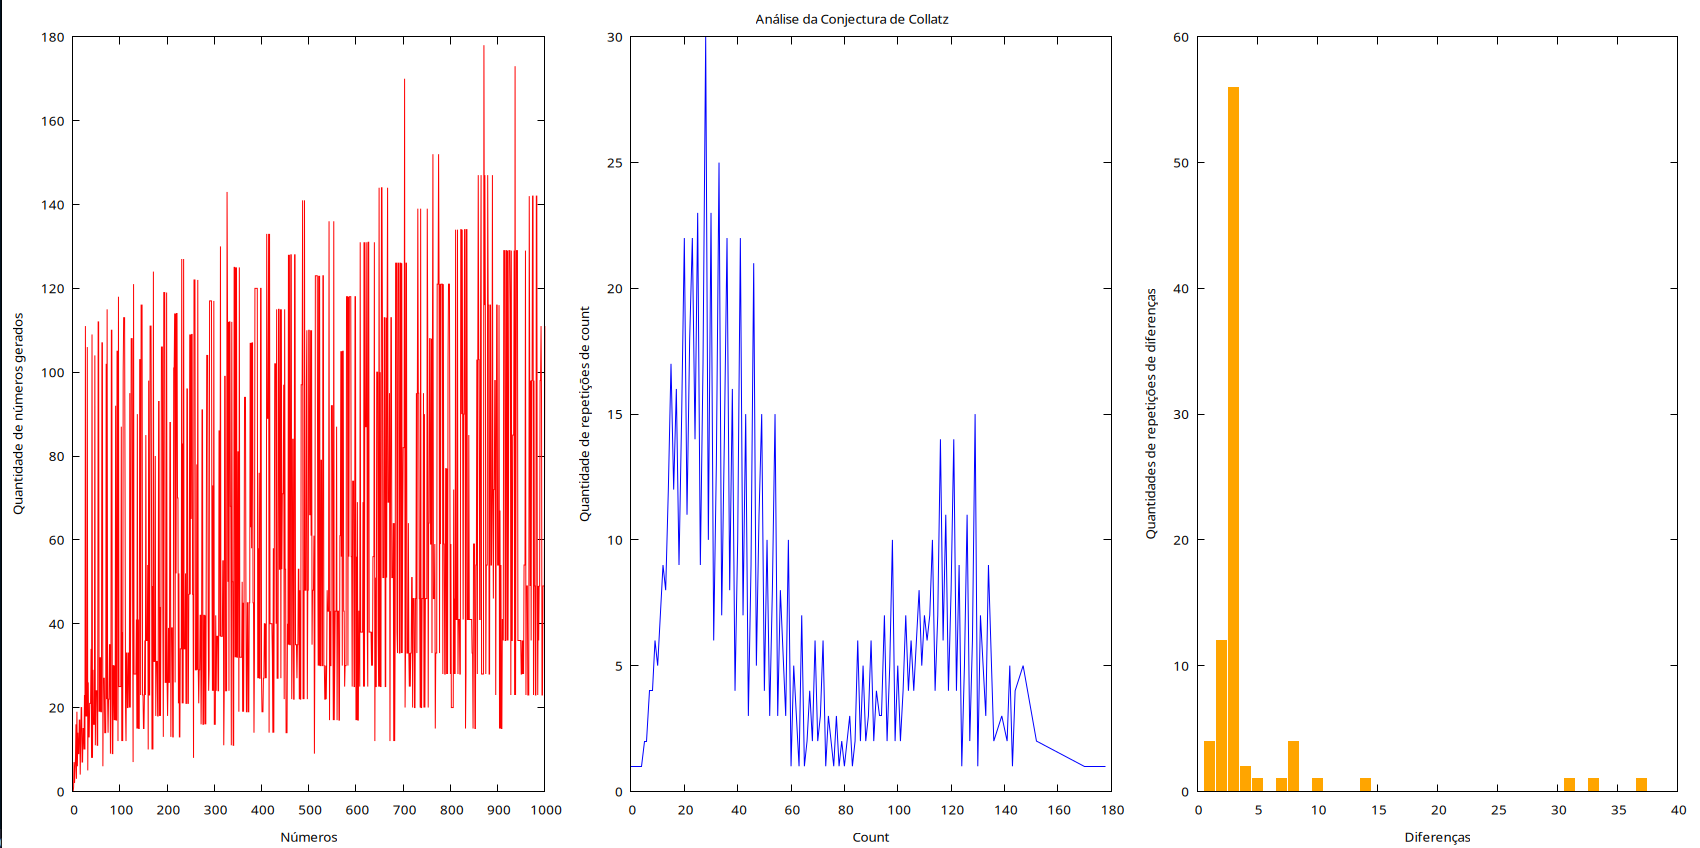 Análise da Conjectura de Collatz
Quantidade de números gerados
180
160
140
120
100
80
60
40
20
0
0 100 200 300 400 500 600 700 800 900 1000
Números
Quantidade de repetições de count
30
25
20
15
10
5
0
0 20 40 60 80 100 120 140 160 180
Count
Quantidades de repetições de diferenças
60
50
40
30
20
10
0
0 5 10 15 20 25 30 35 40
Diferenças